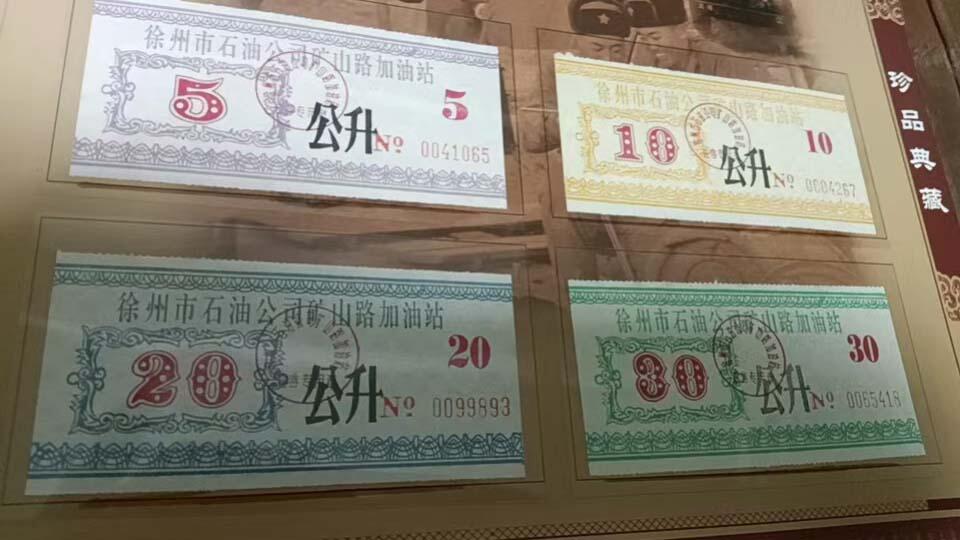 徐州市石油公司矿山路加油站
5
5
公升
No 0041065
徐州市石油公司矿山路加油站
10
10
公升
No 0004267
徐州市石油公司矿山路加油站
20
20
公升
No 0099893
徐州市石油公司矿山路加油站
30
30
公升
No 0065418
珍品典藏